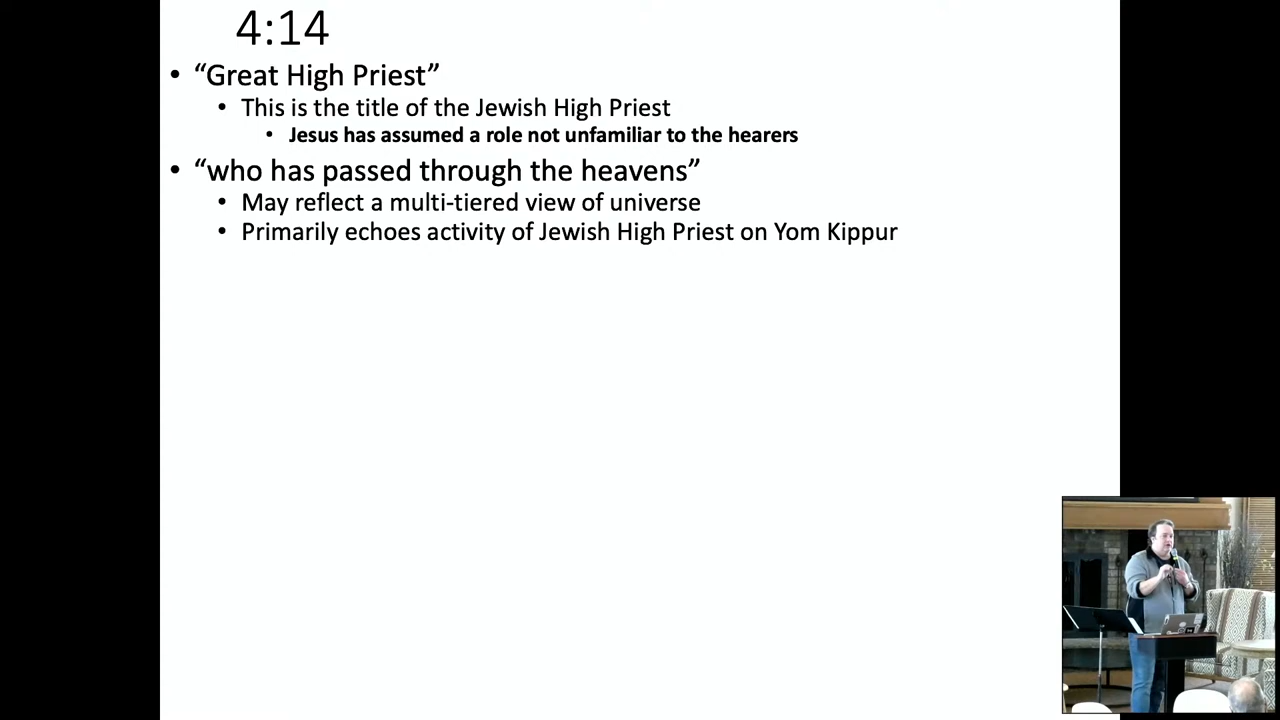 4:14
• “Great High Priest”
• This is the title of the Jewish High Priest
• Jesus has assumed a role not unfamiliar to the hearers
• “who has passed through the heavens”
• May reflect a multi-tiered view of universe
• Primarily echoes activity of Jewish High Priest on Yom Kippur